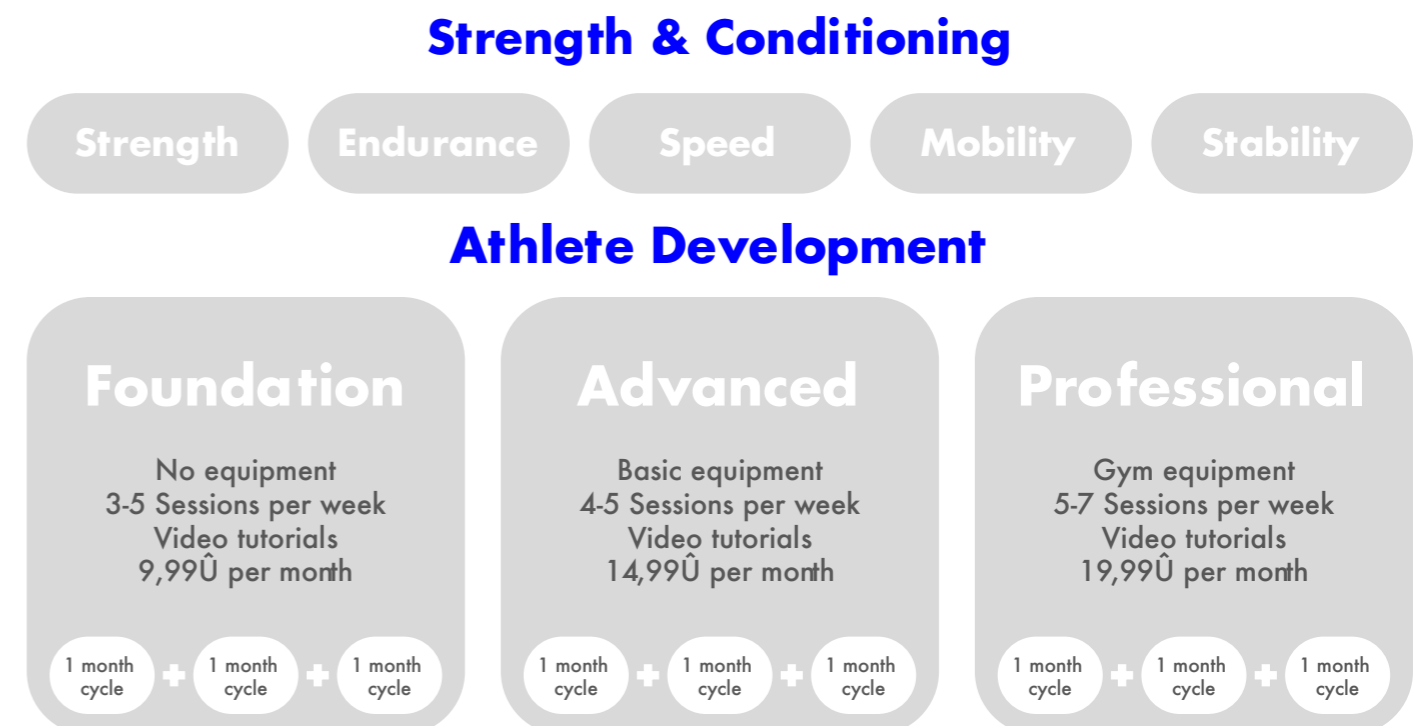 Strength & Conditioning
Strength
Endurance
Speed
Mobility
Stability
Athlete Development
Foundation
No equipment
3-5 Sessions per week
Video tutorials
9,99Û per month
1 month
cycle
+
1 month
cycle
+
1 month
cycle
Advanced
Basic equipment
4-5 Sessions per week
Video tutorials
14,99Û per month
1 month
cycle
+
1 month
cycle
+
1 month
cycle
Professional
Gym equipment
5-7 Sessions per week
Video tutorials
19,99Û per month
1 month
cycle
+
1 month
cycle
+
1 month
cycle